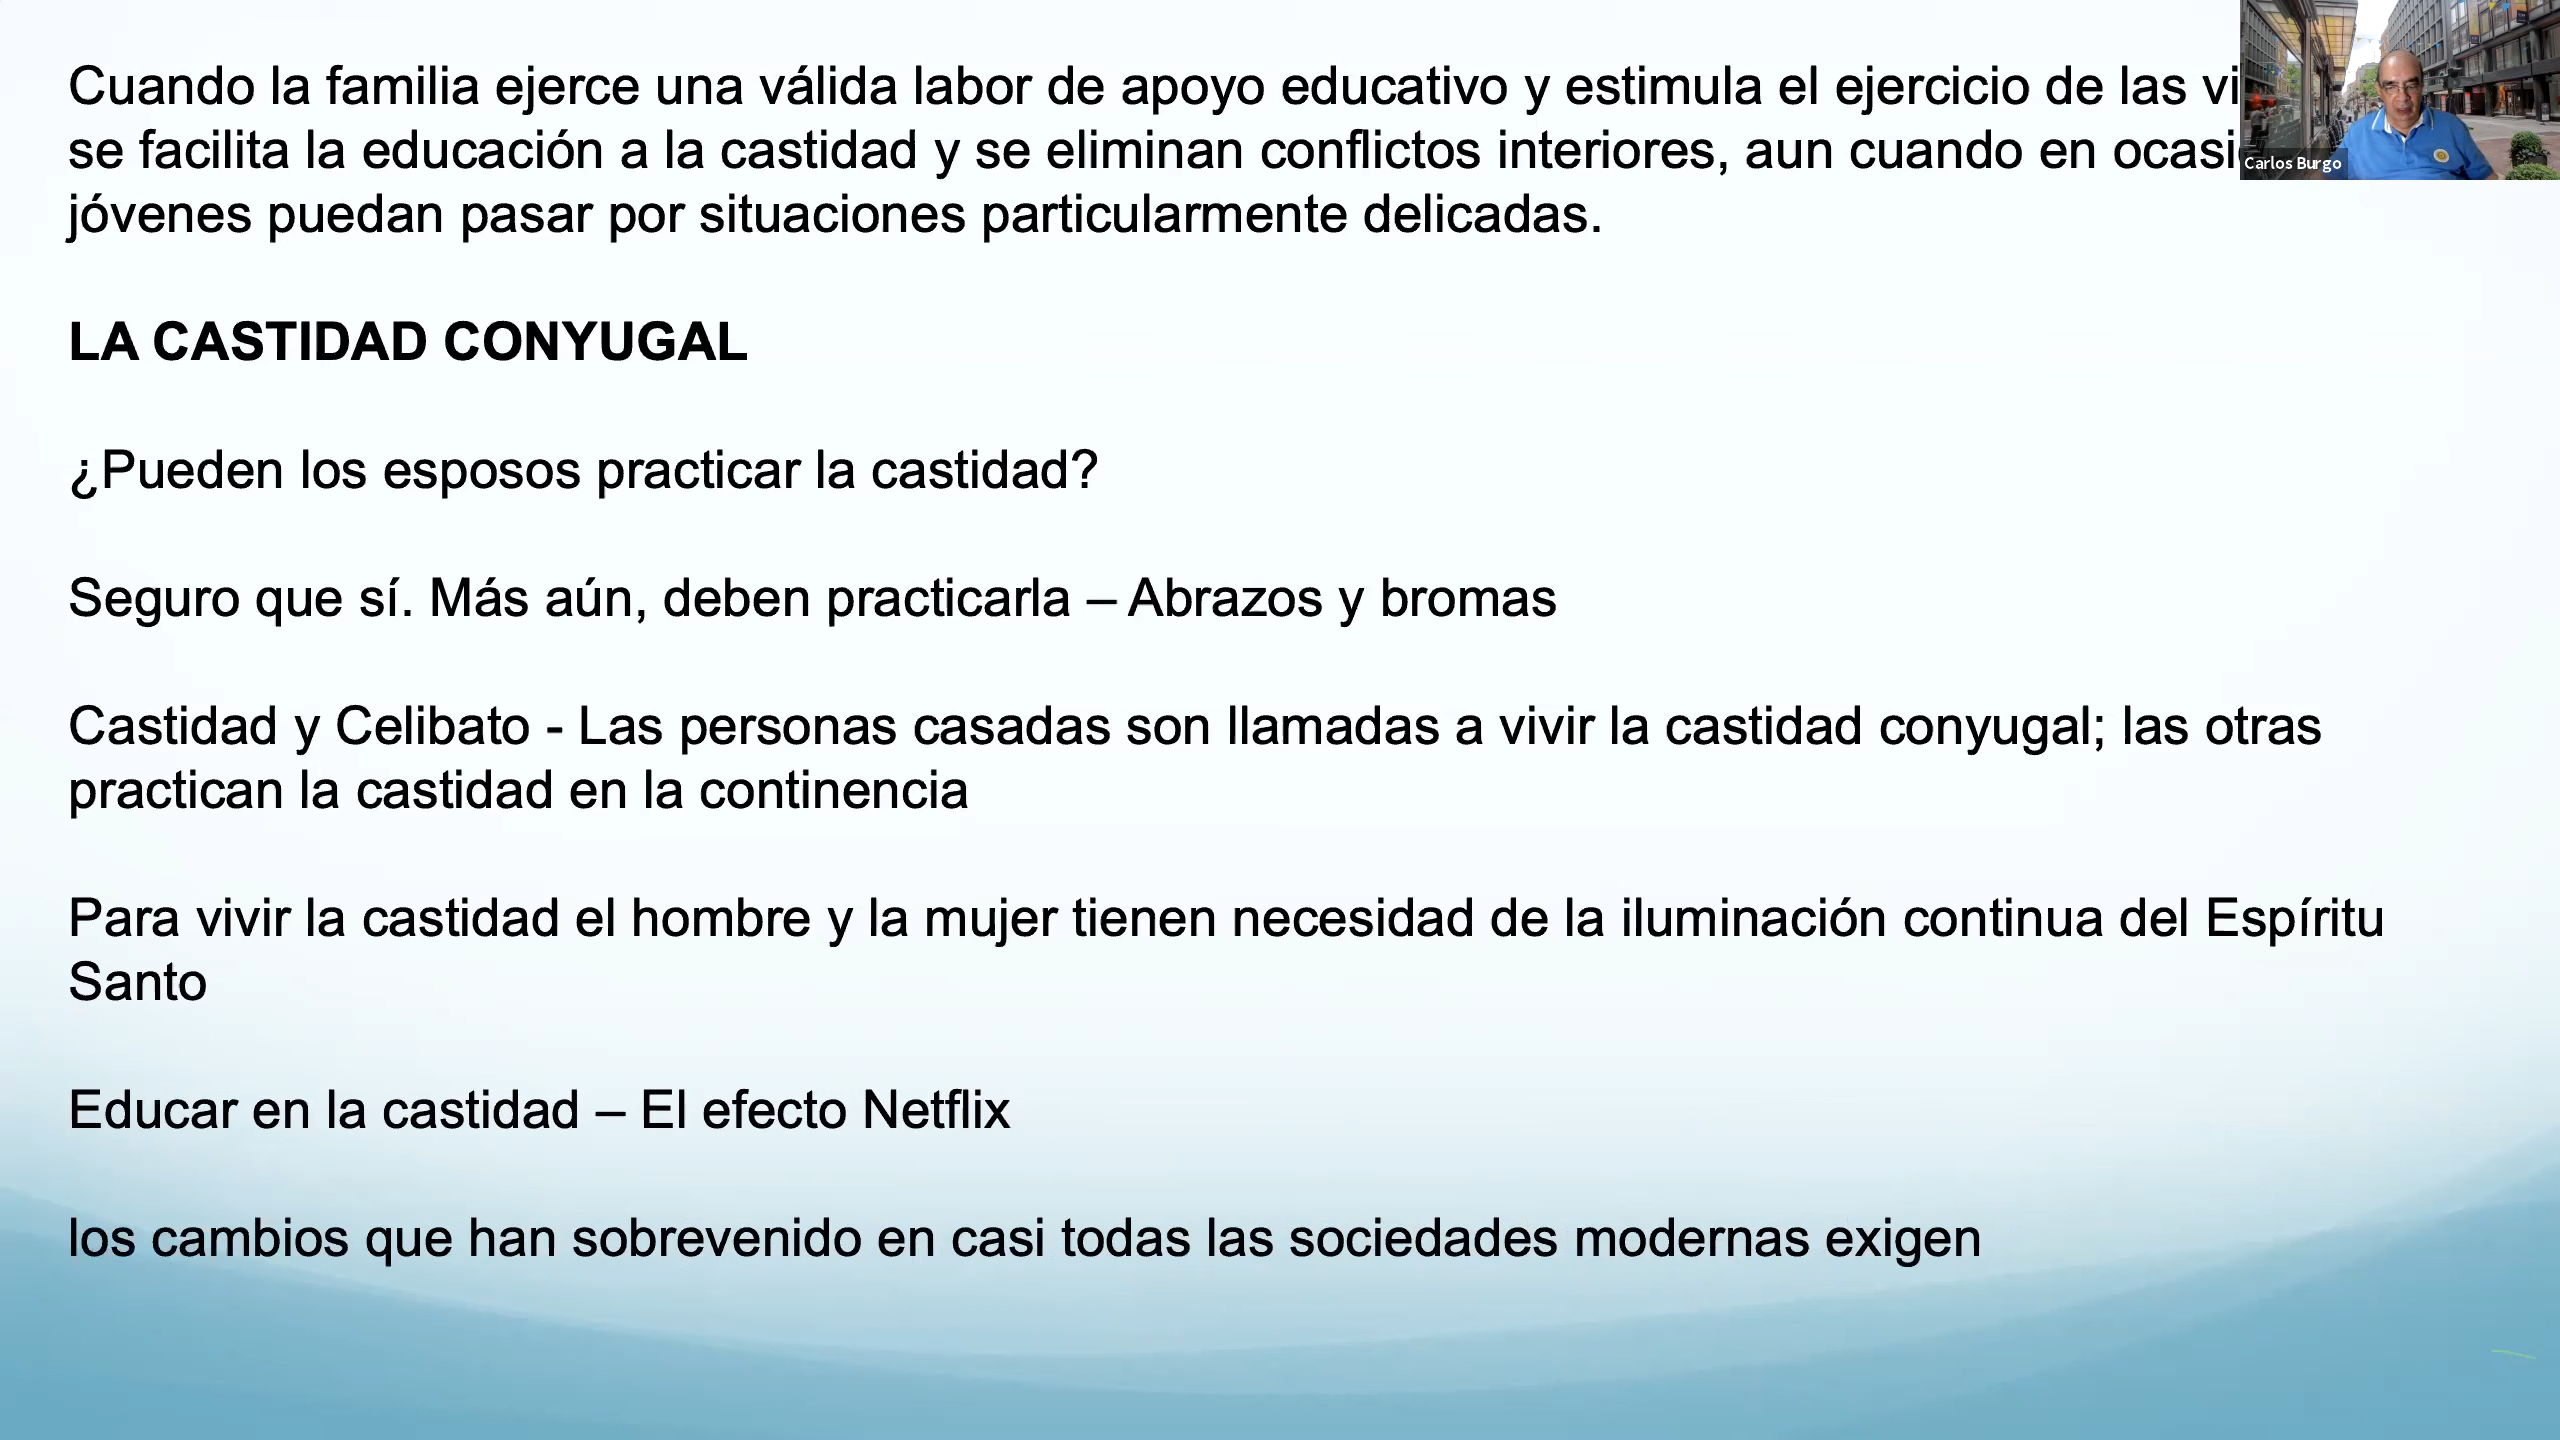 Cuando la familia ejerce una válida labor de apoyo educativo y estimula el ejercicio de las
se facilita la educación a la castidad y se eliminan conflictos interiores, aun cuando en
jóvenes puedan pasar por situaciones particularmente delicadas.
Carlos Burgo
LA CASTIDAD CONYUGAL
¿Pueden los esposos practicar la castidad?
Seguro que sí. Más aún, deben practicarla – Abrazos y bromas
Castidad y Celibato - Las personas casadas son llamadas a vivir la castidad conyugal; las otras
practican la castidad en la continencia
Para vivir la castidad el hombre y la mujer tienen necesidad de la iluminación continua del Espíritu
Santo
Educar en la castidad – El efecto Netflix
los cambios que han sobrevenido en casi todas las sociedades modernas exigen